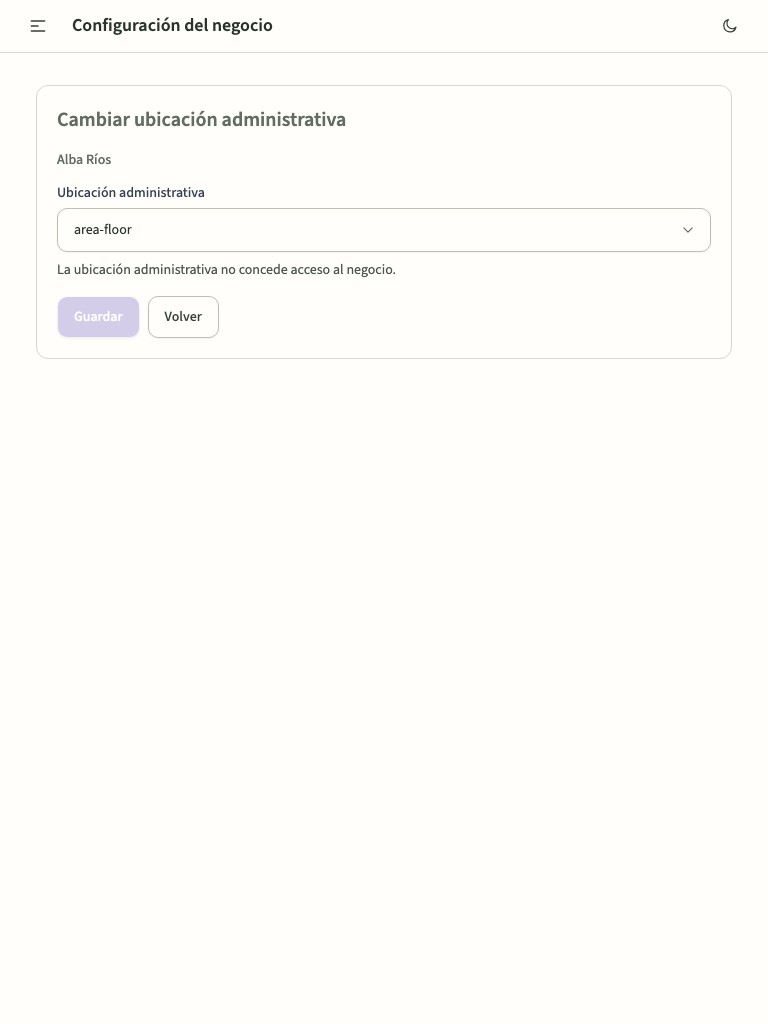 Configuración del negocio
Cambiar ubicación administrativa
Alba Ríos
Ubicación administrativa
area-floor
La ubicación administrativa no concede acceso al negocio.
Guardar
Volver